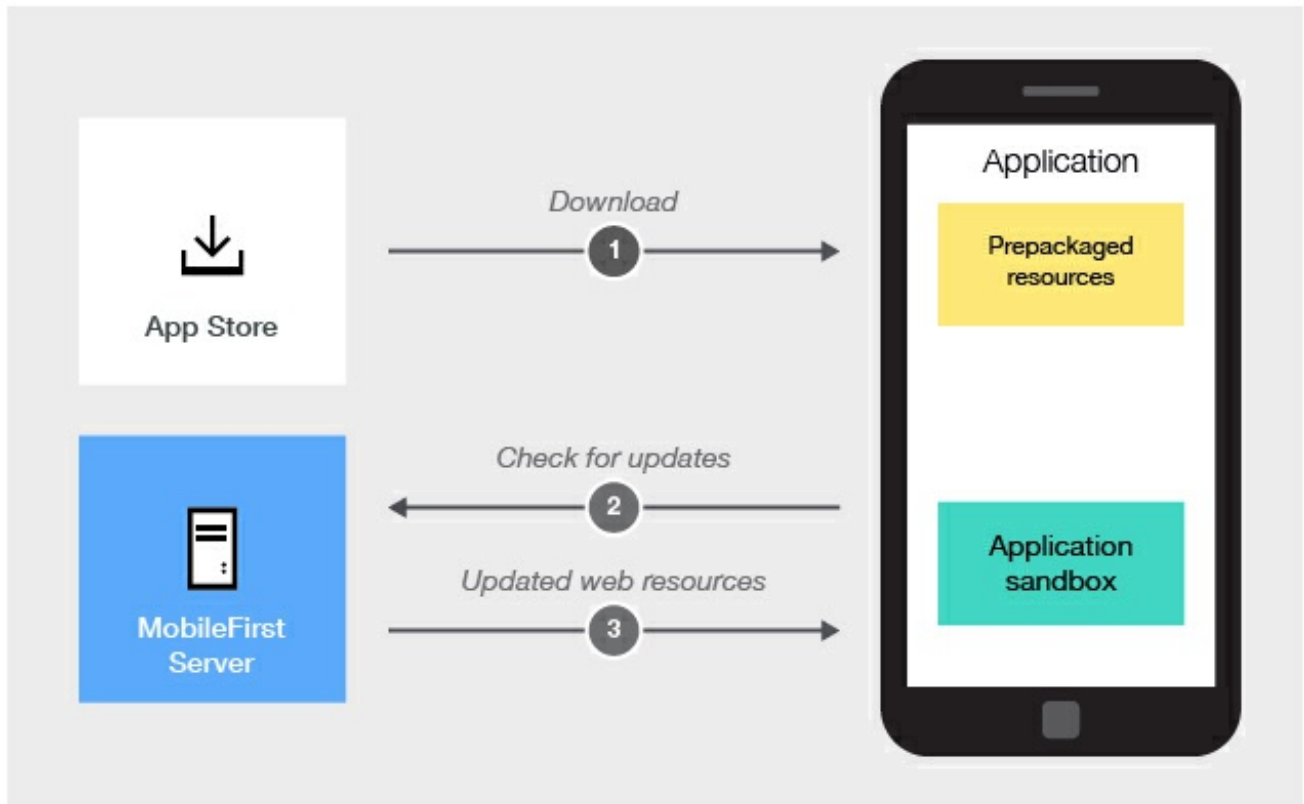 App Store
MobileFirst
Server
Download
1
Check for updates
2
Updated web resources
3
Application
Prepackaged
resources
Application
sandbox